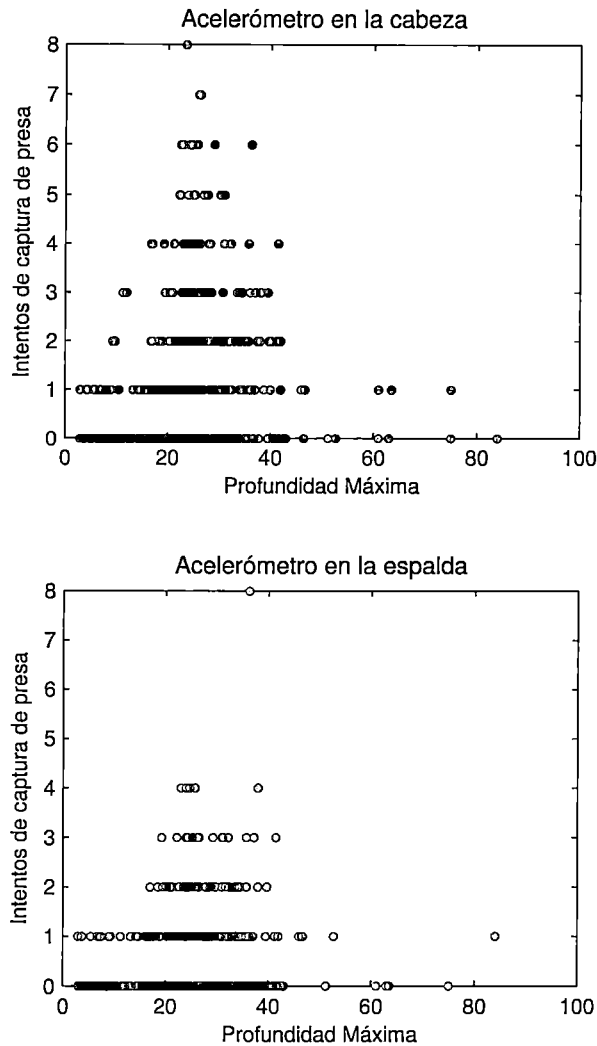 Acelerómetro en la cabeza
8
7
6
5
4
3
2
1
0
Intentos de captura de presa
0 20 40 60 80 100
Profundidad Máxima
Acelerómetro en la espalda
8
7
6
5
4
3
2
1
0
Intentos de captura de presa
0 20 40 60 80 100
Profundidad Máxima